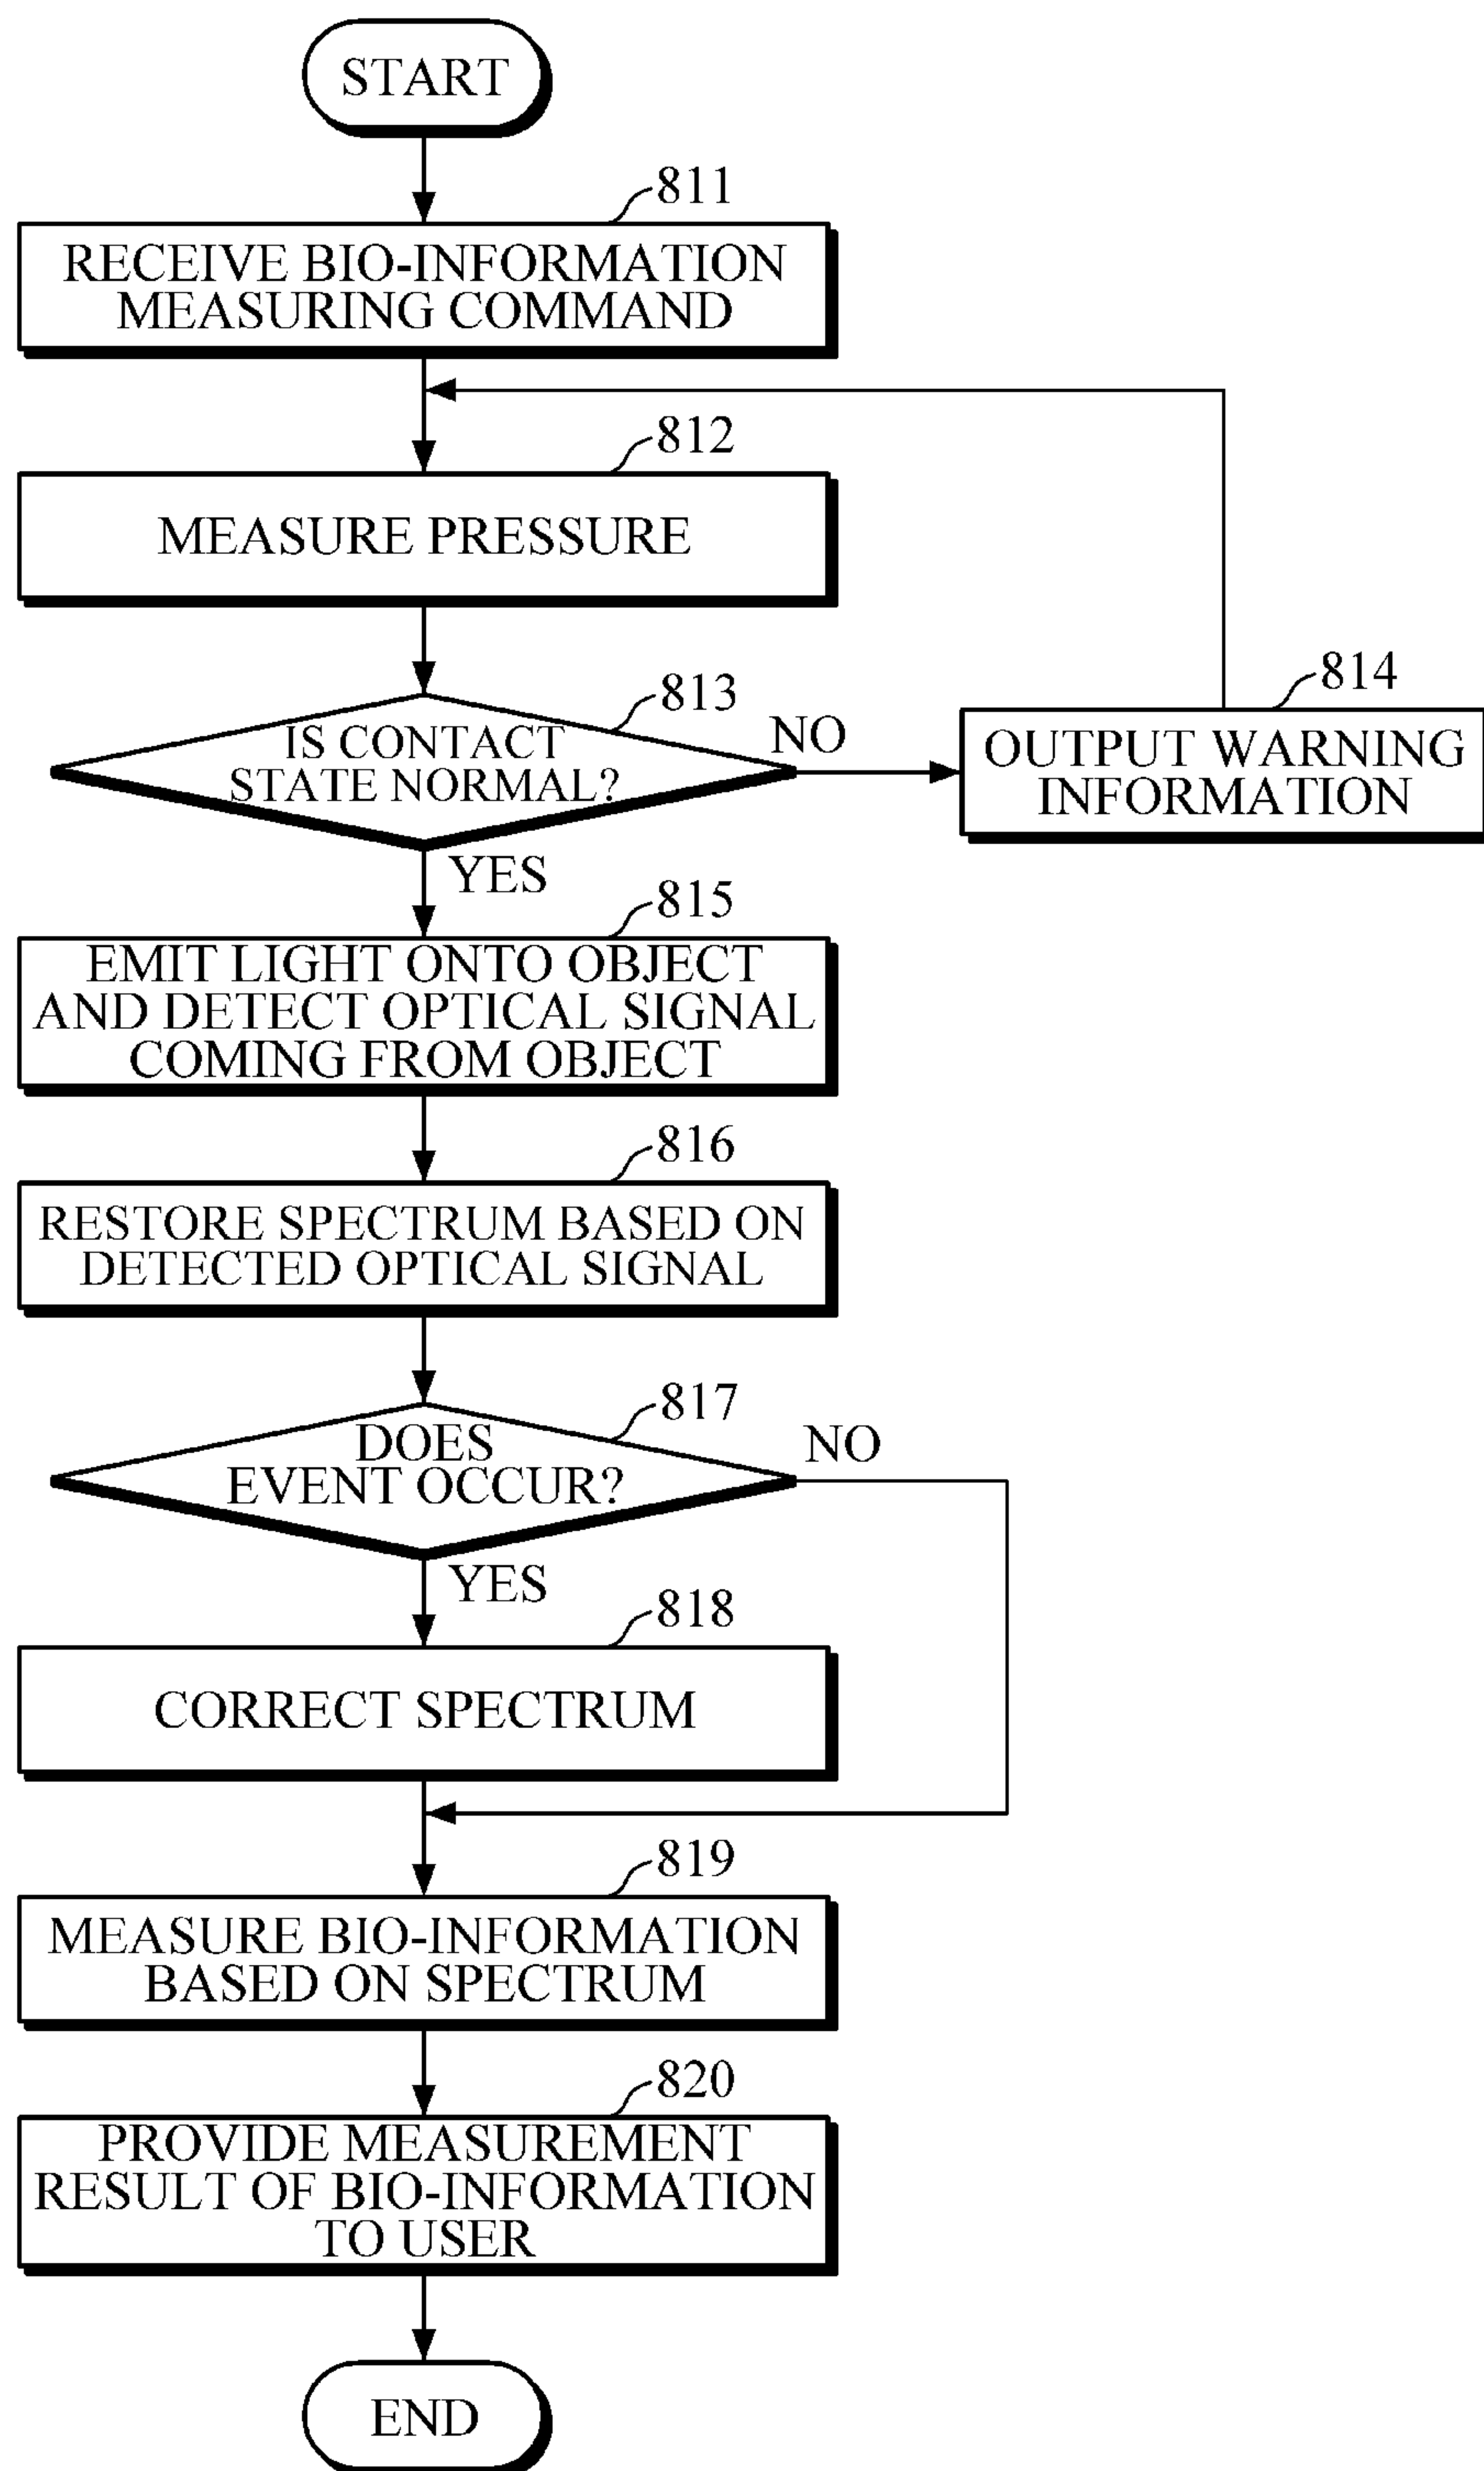 START
811
RECEIVE BIO-INFORMATION
MEASURING COMMAND
812
MEASURE PRESSURE
813
IS CONTACT
STATE NORMAL?
NO
814
OUTPUT WARNING
INFORMATION
YES
815
EMIT LIGHT ONTO OBJECT
AND DETECT OPTICAL SIGNAL
COMING FROM OBJECT
816
RESTORE SPECTRUM BASED ON
DETECTED OPTICAL SIGNAL
817
DOES
EVENT OCCUR?
NO
YES
818
CORRECT SPECTRUM
819
MEASURE BIO-INFORMATION
BASED ON SPECTRUM
820
PROVIDE MEASUREMENT
RESULT OF BIO-INFORMATION
TO USER
END